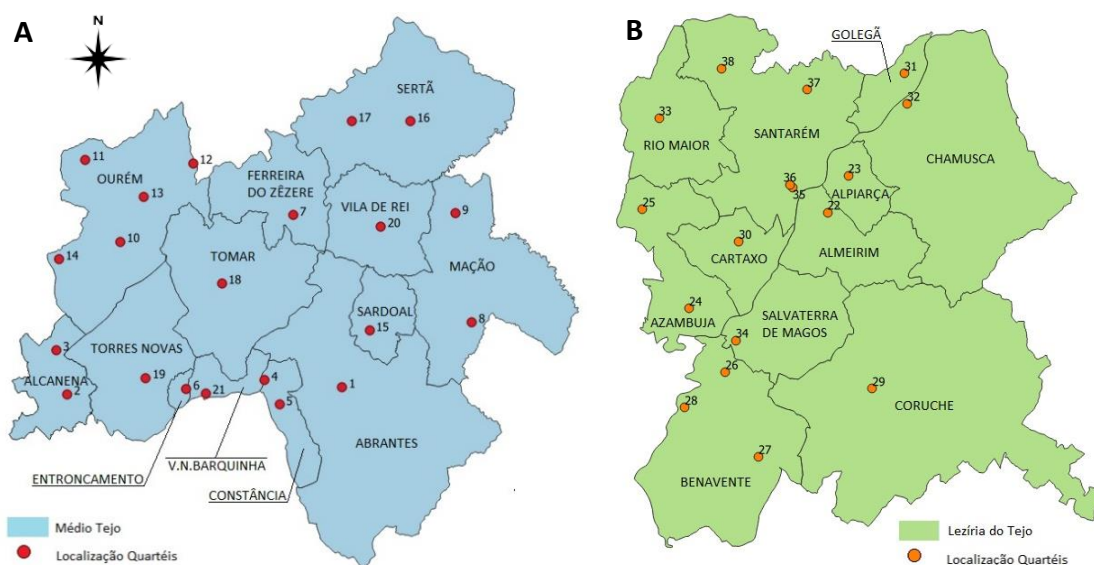 A
N
SERTÃ
17
16
11
12
OURÉM
FERREIRA
DO ZÊZERE
13
7
VILA DE REI
9
20
10
TOMAR
MAÇÃO
14
18
SARDOAL
15
8
3
TORRES NOVAS
ALCANENA
19
2
6
21
4
5
1
ABRANTES
V.N.BARQUINHA
ENTRONCAMENTO
CONSTÂNCIA
Médio Tejo
Localização Quartéis
B
GOLEGÃ
38
31
37
32
33
SANTARÉM
RIO MAIOR
CHAMUSCA
23
36
35
ALPIARÇA
25
22
30
ALMEIRIM
CARTAXO
24
SALVATERRA
DE MAGOS
AZAMBUJA
34
26
29
28
CORUCHE
27
BENAVENTE
Lezíria do Tejo
Localização Quartéis